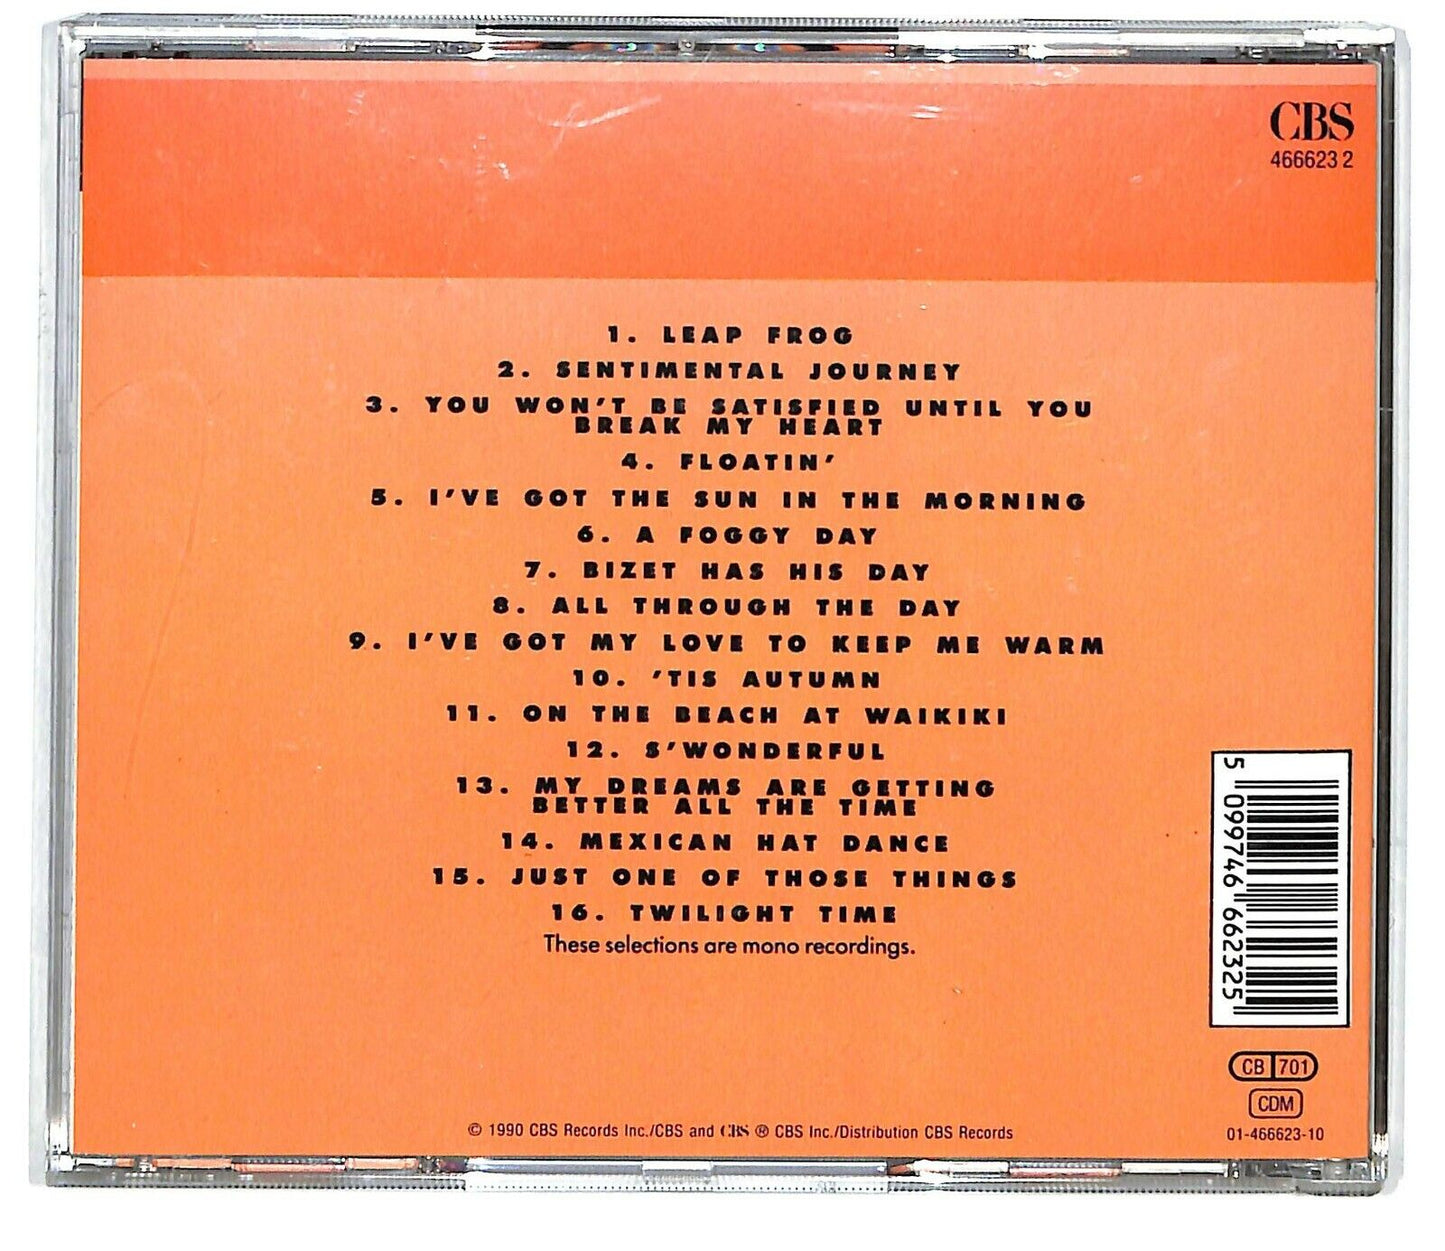 CBS
466623 2
1. LEAP FROG
2. SENTIMENTAL JOURNEY
3. YOU WON'T BE SATISFIED UNTIL YOU
BREAK MY HEART
4. FLOATIN'
5. I'VE GOT THE SUN IN THE MORNING
6. A FOGGY DAY
7. BIZET HAS HIS DAY
8. ALL THROUGH THE DAY
9. I'VE GOT MY LOVE TO KEEP ME WARM
10. 'TIS AUTUMN
11. ON THE BEACH AT WAIKIKI
12. S'WONDERFUL
13. MY DREAMS ARE GETTING
BETTER ALL THE TIME
14. MEXICAN HAT DANCE
15. JUST ONE OF THOSE THINGS
16. TWILIGHT TIME
These selections are mono recordings.
5 099746 662325
CB 701
CDM
01-466623-10
© 1990 CBS Records Inc./CBS and CBS ® CBS Inc./Distribution CBS Records